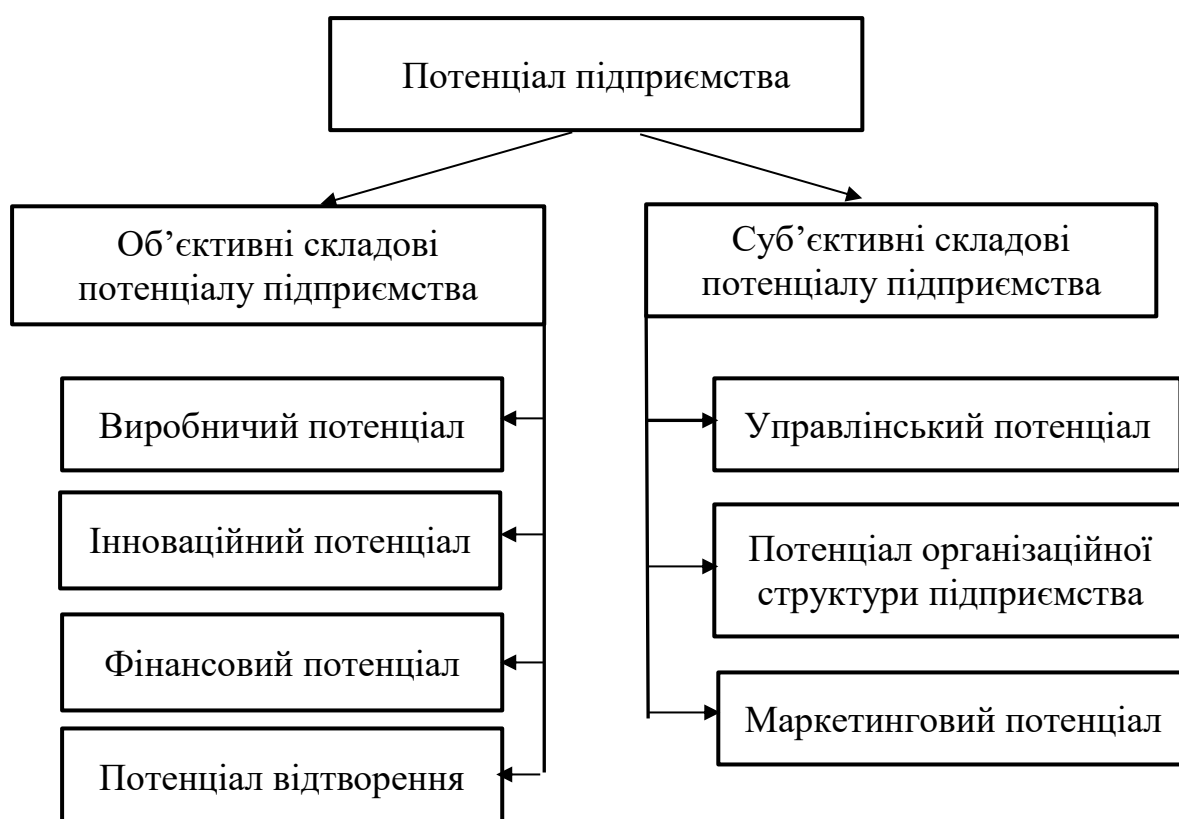 Потенціал підприємства
Об’єктивні складові
потенціалу підприємства
Виробничий потенціал
Інноваційний потенціал
Фінансовий потенціал
Потенціал відтворення
Суб’єктивні складові
потенціалу підприємства
Управлінський потенціал
Потенціал організаційної
структури підприємства
Маркетинговий потенціал